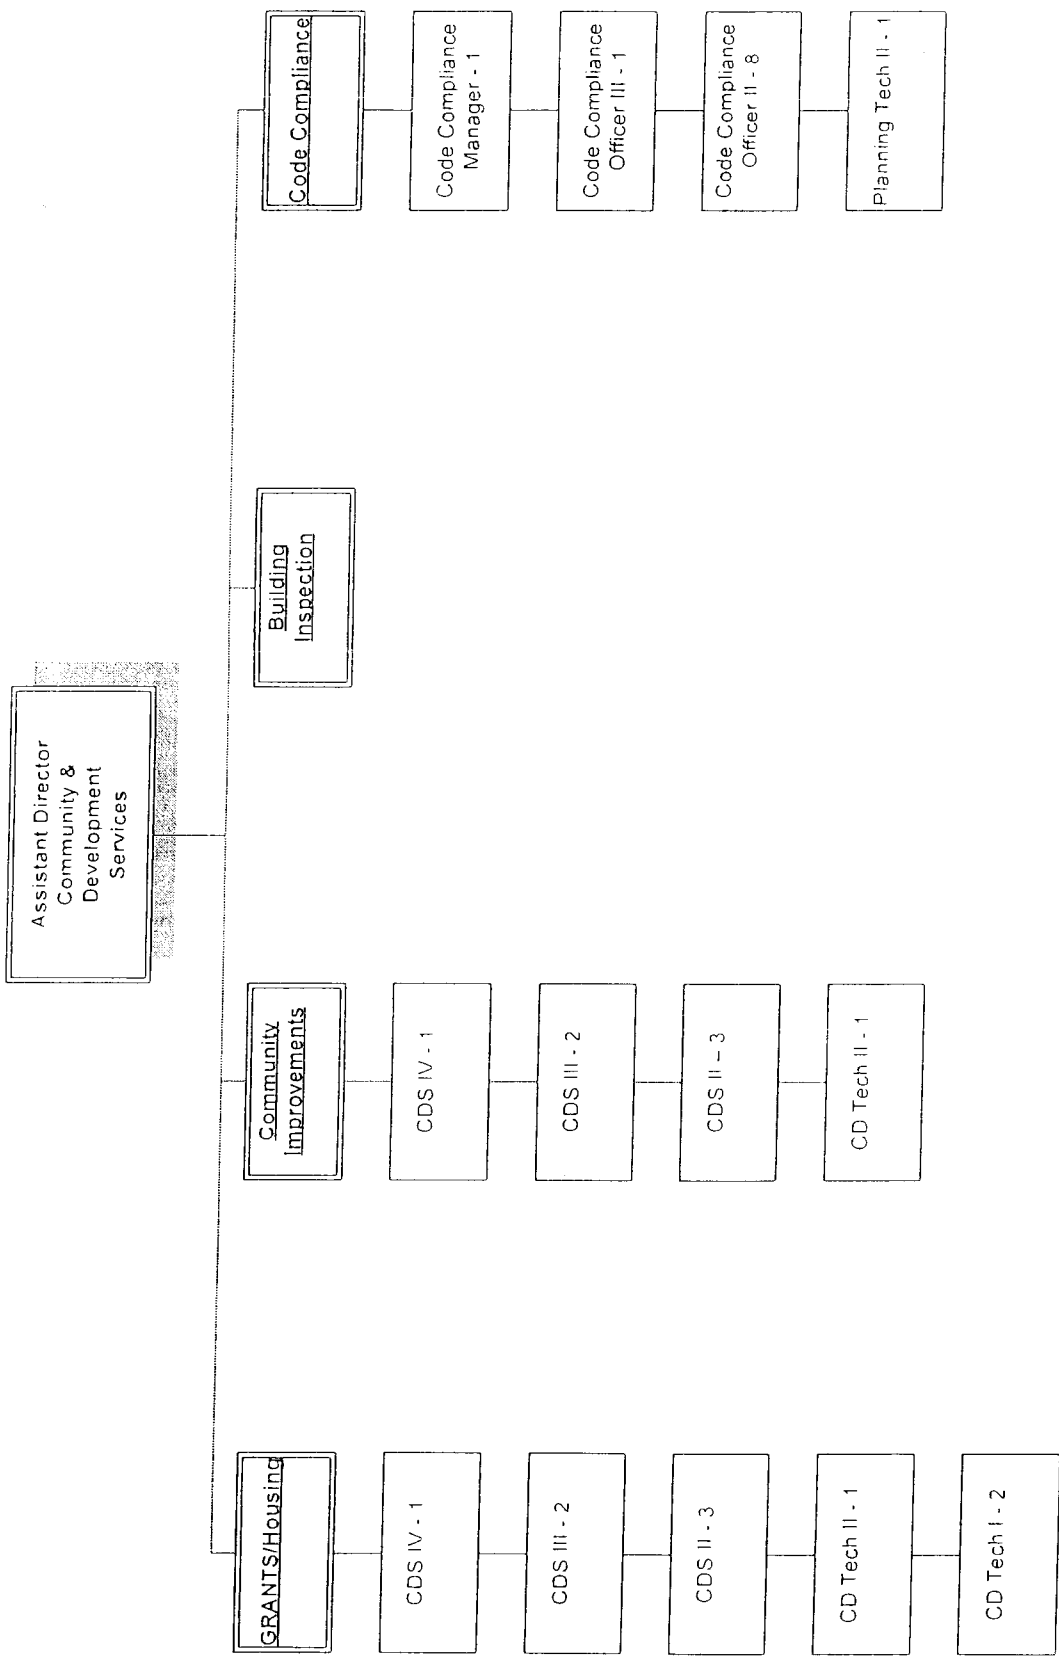 Assistant Director
Community &
Development
Services
GRANTS/Housing
CDS IV - 1
CDS III - 2
CDS II - 3
CD Tech II - 1
CD Tech I - 2
Community
Improvements
CDS IV - 1
CDS III - 2
CDS II – 3
CD Tech II - 1
Building
Inspection
Code Compliance
Code Compliance
Manager - 1
Code Compliance
Officer III - 1
Code Compliance
Officer II - 8
Planning Tech II - 1